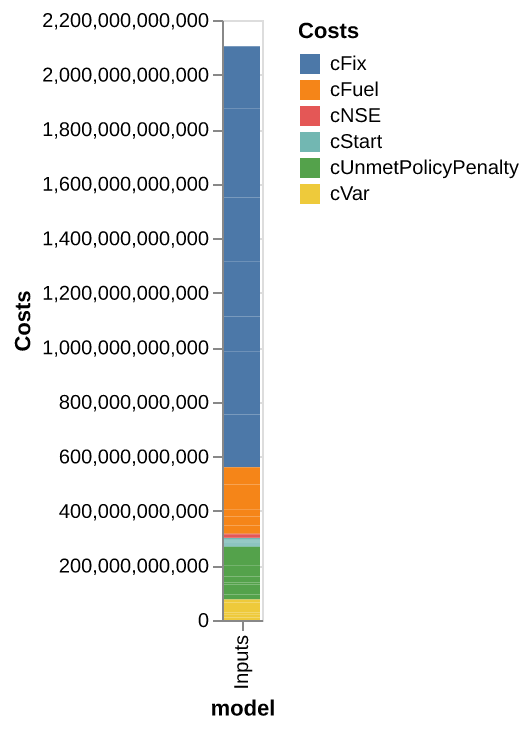 Costs
2,200,000,000,000
2,000,000,000,000
1,800,000,000,000
1,600,000,000,000
1,400,000,000,000
1,200,000,000,000
1,000,000,000,000
800,000,000,000
600,000,000,000
400,000,000,000
200,000,000,000
0
Inputs
model
Costs
cFix
cFuel
cNSE
cStart
cUnmetPolicyPenalty
cVar